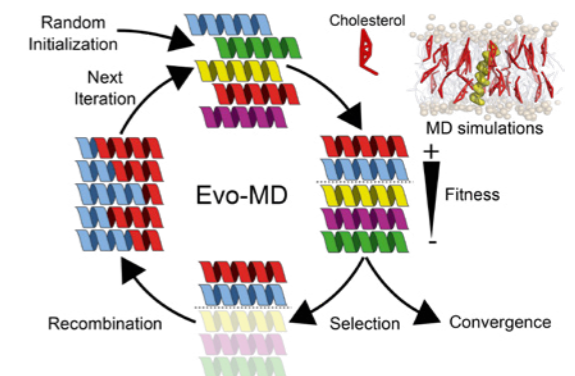 Random
Initialization
Cholesterol
Next
Iteration
MD simulations
+
Fitness
-
Evo-MD
Recombination
Selection
Convergence